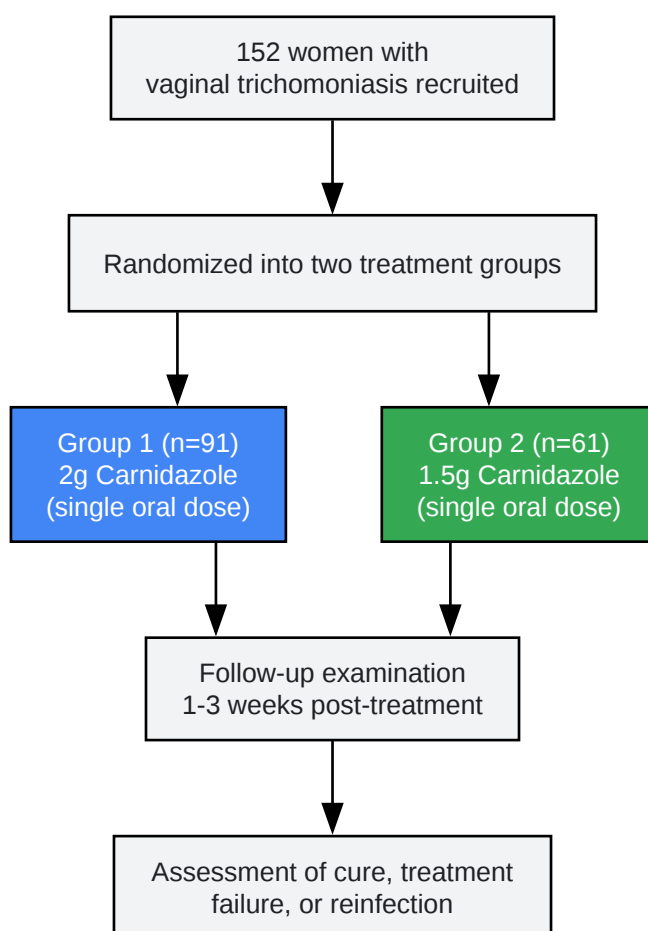 152 women with
vaginal trichomoniasis recruited
Randomized into two treatment groups
Group 1 (n=91)
2g Carnidazole
(single oral dose)
Group 2 (n=61)
1.5g Carnidazole
(single oral dose)
Follow-up examination
1-3 weeks post-treatment
Assessment of cure, treatment
failure, or reinfection